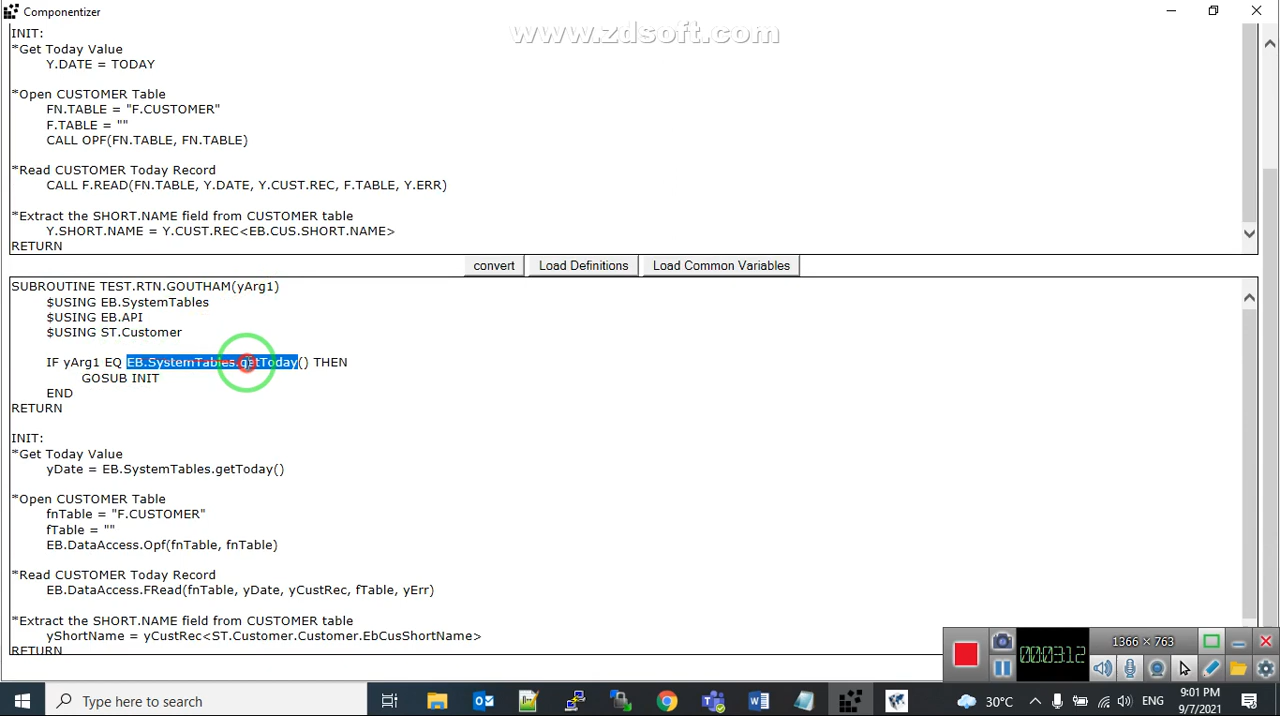 Componentizer
www.zdsoft.com
INIT:
*Get Today Value
Y.DATE = TODAY
*Open CUSTOMER Table
FN.TABLE = "F.CUSTOMER"
F.TABLE = ""
CALL OPF(FN.TABLE, FN.TABLE)
*Read CUSTOMER Today Record
CALL F.READ(FN.TABLE, Y.DATE, Y.CUST.REC, F.TABLE, Y.ERR)
*Extract the SHORT.NAME field from CUSTOMER table
Y.SHORT.NAME = Y.CUST.REC<EB.CUS.SHORT.NAME>
RETURN
convert Load Definitions Load Common Variables
SUBROUTINE TEST.RTN.GOUTHAM(yArg1)
$USING EB.SystemTables
$USING EB.API
$USING ST.Customer
IF yArg1 EQ EB.SystemTables.getToday() THEN
GOSUB INIT
END
RETURN
INIT:
*Get Today Value
yDate = EB.SystemTables.getToday()
*Open CUSTOMER Table
fnTable = "F.CUSTOMER"
fTable = ""
EB.DataAccess.Opf(fnTable, fnTable)
*Read CUSTOMER Today Record
EB.DataAccess.FRead(fnTable, yDate, yCustRec, fTable, yErr)
*Extract the SHORT.NAME field from CUSTOMER table
yShortName = yCustRec<ST.Customer.Customer.EbCusShortName>
RETURN
1366 × 763
00:03:12
Type here to search
30°C
ENG
9:01 PM
9/7/2021